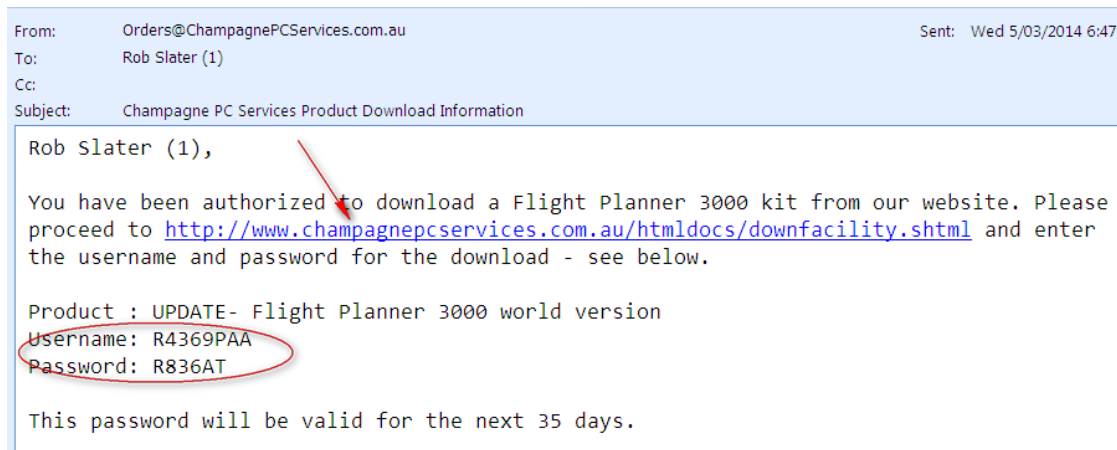 From: Orders@ChampagnePCServices.com.au Sent: Wed 5/03/2014 6:47
To: Rob Slater (1)
Cc:
Subject: Champagne PC Services Product Download Information
Rob Slater (1),
You have been authorized to download a Flight Planner 3000 kit from our website. Please
proceed to http://www.champagnepcservices.com.au/htmldocs/downfacility.shtml and enter
the username and password for the download - see below.
Product : UPDATE- Flight Planner 3000 world version
Username: R4369PAA
Password: R836AT
This password will be valid for the next 35 days.